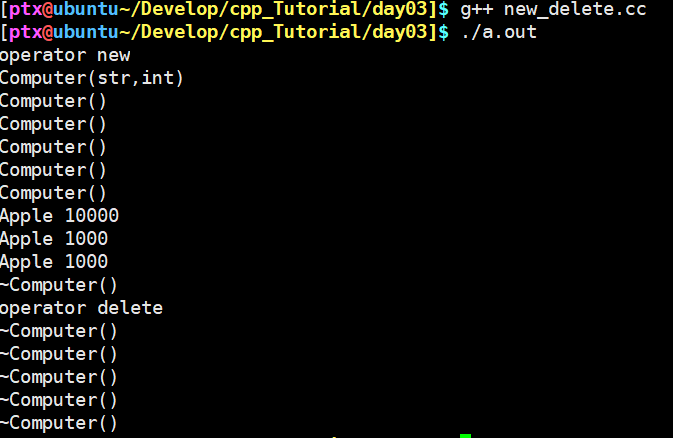 [ptx@ubuntu~/Develop/cpp_Tutorial/day03]$ g++ new_delete.cc
[ptx@ubuntu~/Develop/cpp_Tutorial/day03]$ ./a.out
operator new
Computer(str,int)
Computer()
Computer()
Computer()
Computer()
Computer()
Apple 10000
Apple 1000
Apple 1000
~Computer()
operator delete
~Computer()
~Computer()
~Computer()
~Computer()
~Computer()